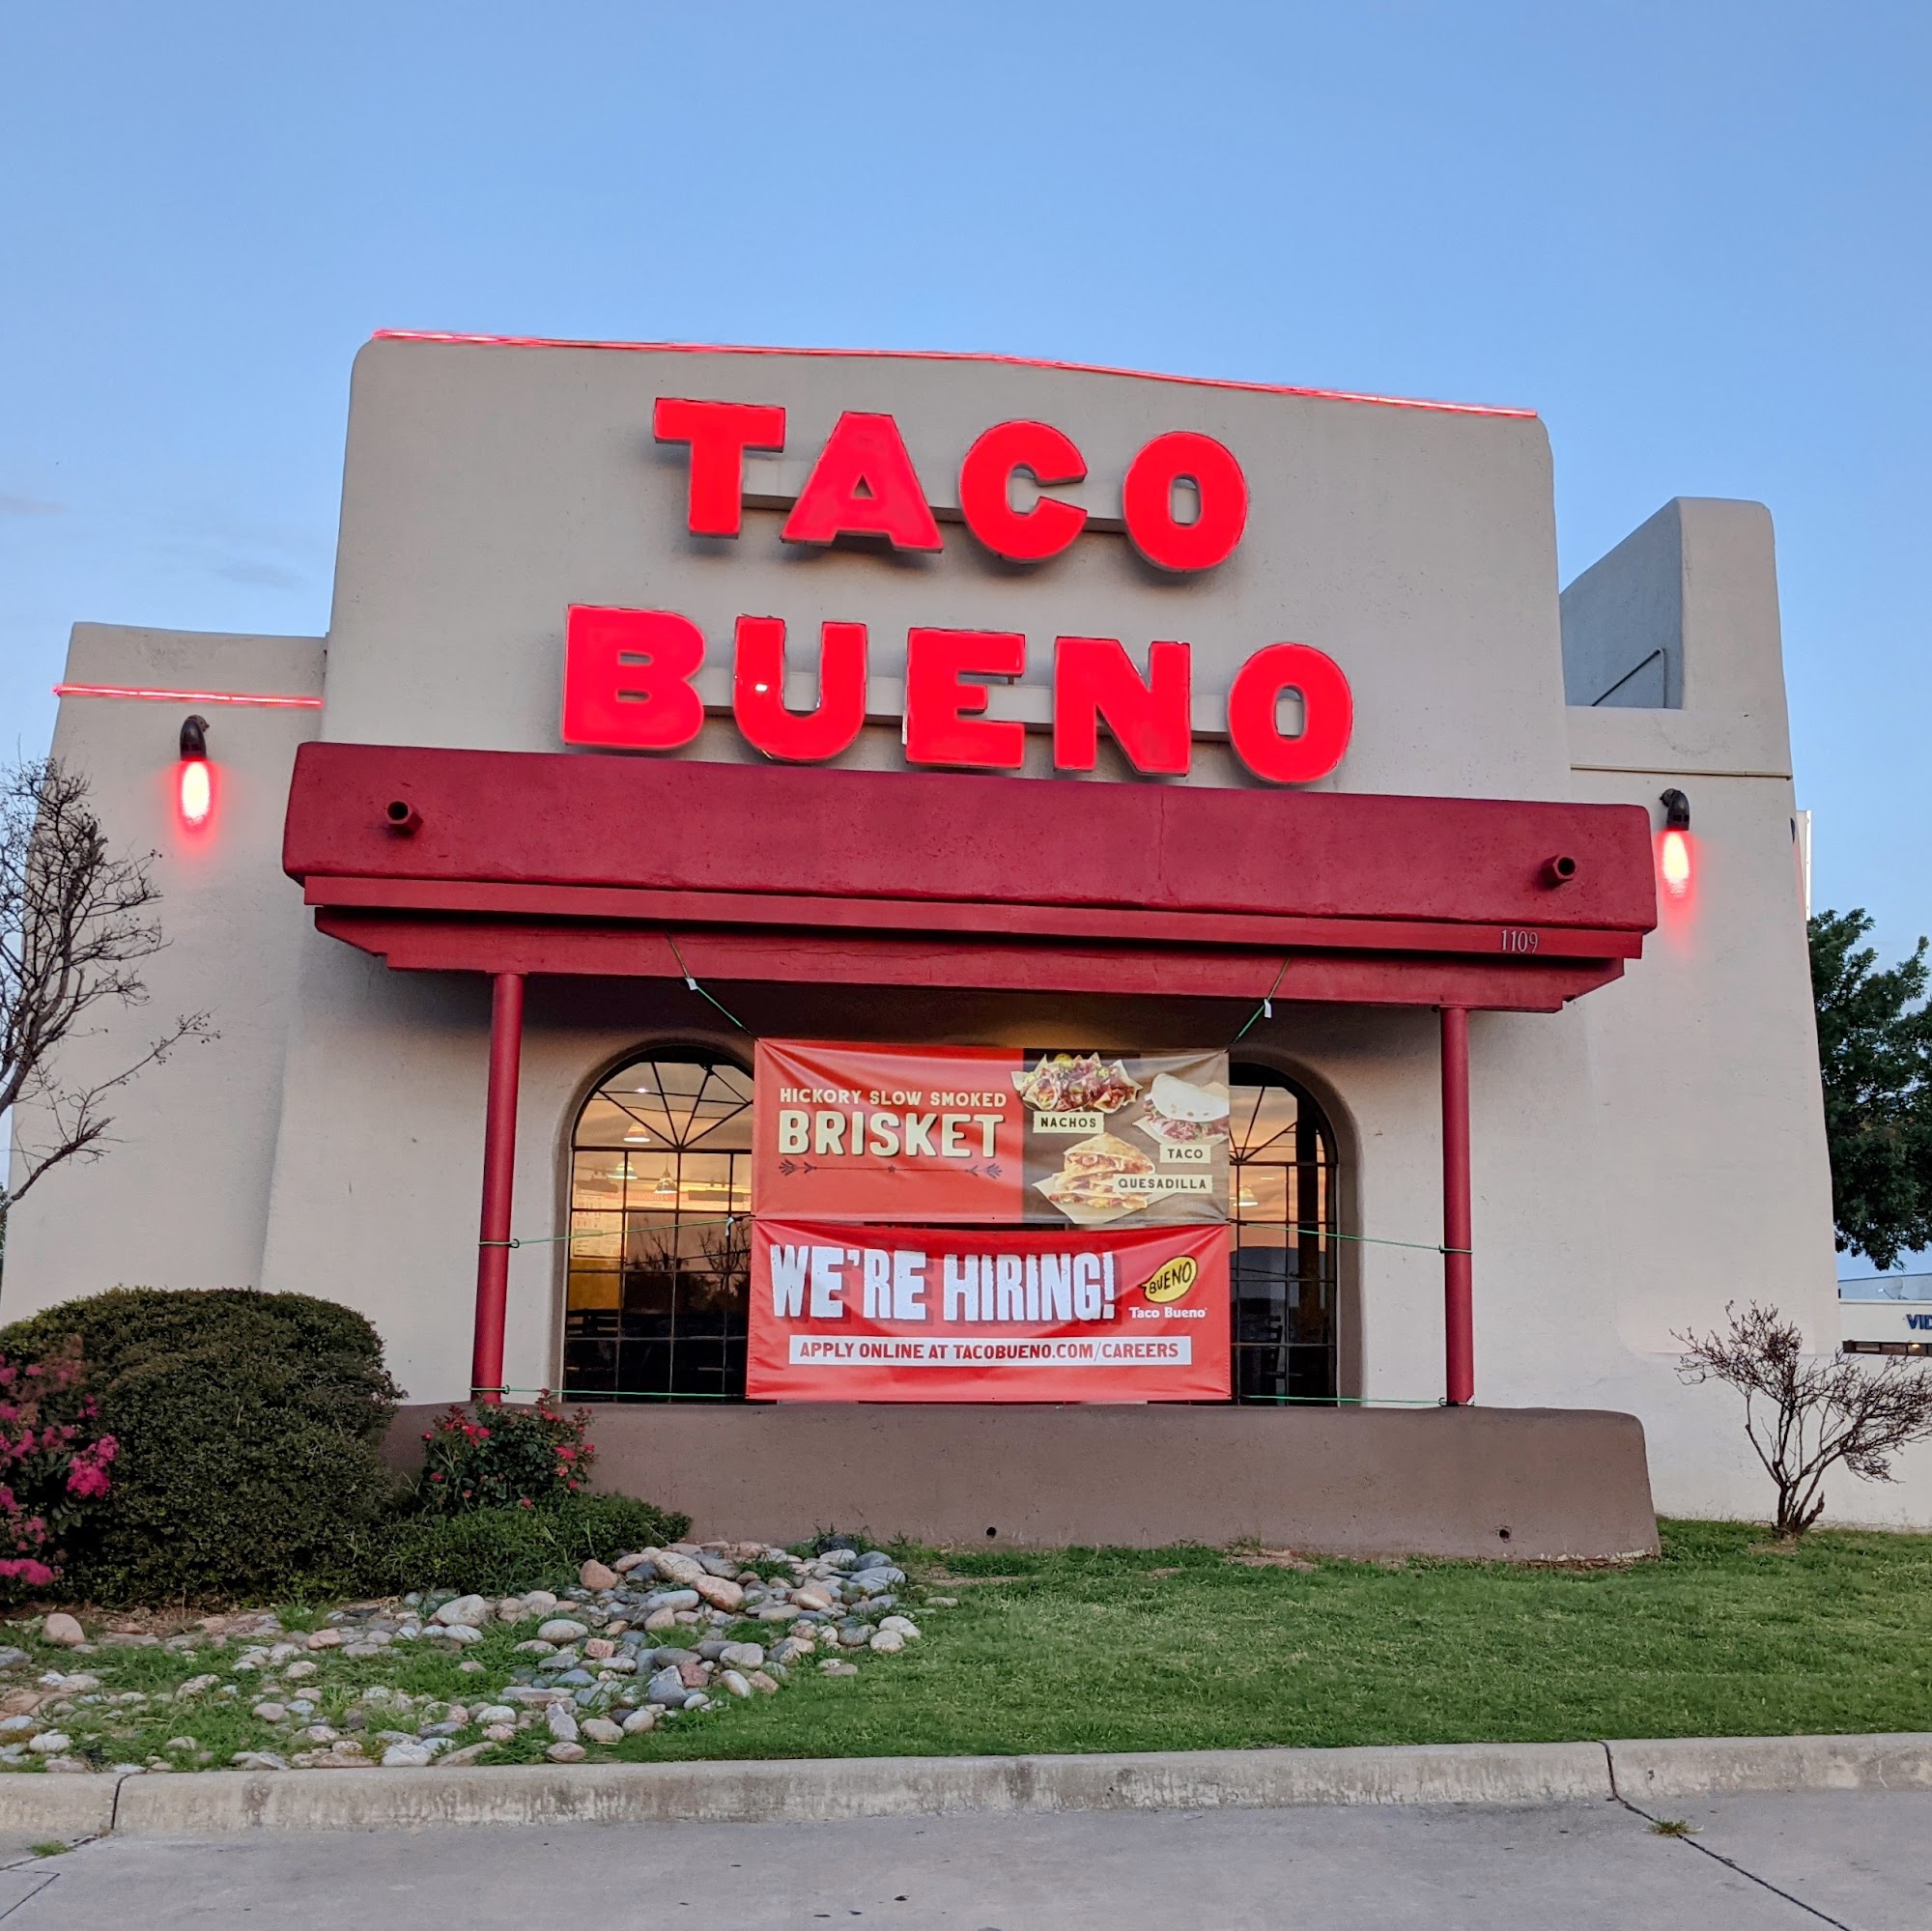 TACO
BUENO
1109
HICKORY SLOW SMOKED
BRISKET
NACHOS
TACO
QUESADILLA
WE'RE HIRING!
BUENO
Taco Bueno
APPLY ONLINE AT TACOBUENO.COM/CAREERS